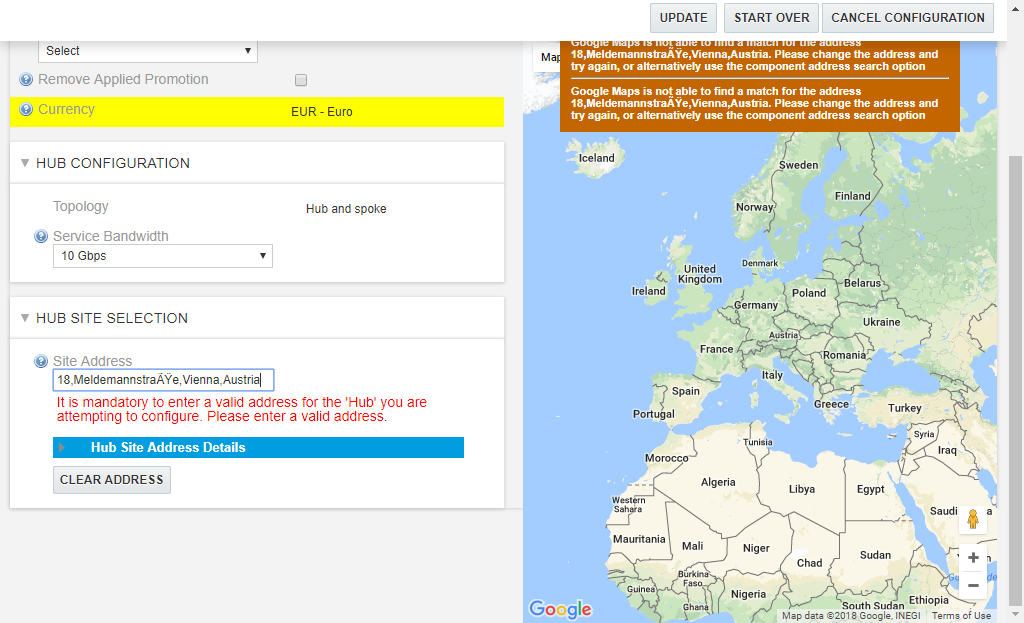 UPDATE
START OVER
CANCEL CONFIGURATION
Select
Remove Applied Promotion
Currency
EUR - Euro
HUB CONFIGURATION
Topology
Hub and spoke
Service Bandwidth
10 Gbps
HUB SITE SELECTION
Site Address
18,MeldemannstraÃŸe,Vienna,Austria
It is mandatory to enter a valid address for the 'Hub' you are
attempting to configure. Please enter a valid address.
Hub Site Address Details
CLEAR ADDRESS
Map
Google Maps is not able to find a match for the address
18,MeldemannstraÃŸe,Vienna,Austria. Please change the address and
try again, or alternatively use the component address search option
Google Maps is not able to find a match for the address
18,MeldemannstraÃŸe,Vienna,Austria. Please change the address and
try again, or alternatively use the component address search option
Iceland
Sweden
Finland
Norway
Denmark
United
Kingdom
Ireland
Belarus
Poland
Germany
Ukraine
Austria
France
Romania
Italy
Spain
Greece
Portugal
Turkey
Syria
Tunisia
Iraq
Morocco
Algeria
Libya
Egypt
Western
Sahara
Saudi
Mauritania
Mali
Niger
Sudan
Chad
Burkina
Faso
Guinea
Nigeria
Ghana
Ethiopia
South Sudan
Google
Map data ©2018 Google, INEGI
Terms of Use